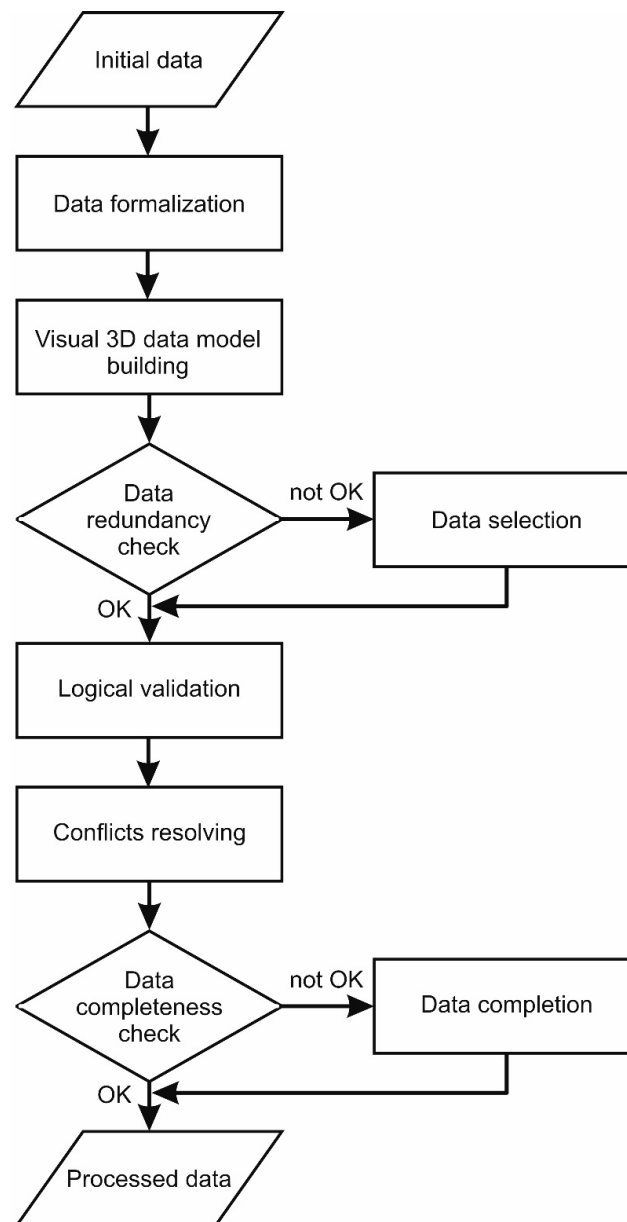 Initial data
Data formalization
Visual 3D data model
building
Data
redundancy
check
not OK
Data selection
OK
Logical validation
Conflicts resolving
Data
completeness
check
not OK
Data completion
OK
Processed data